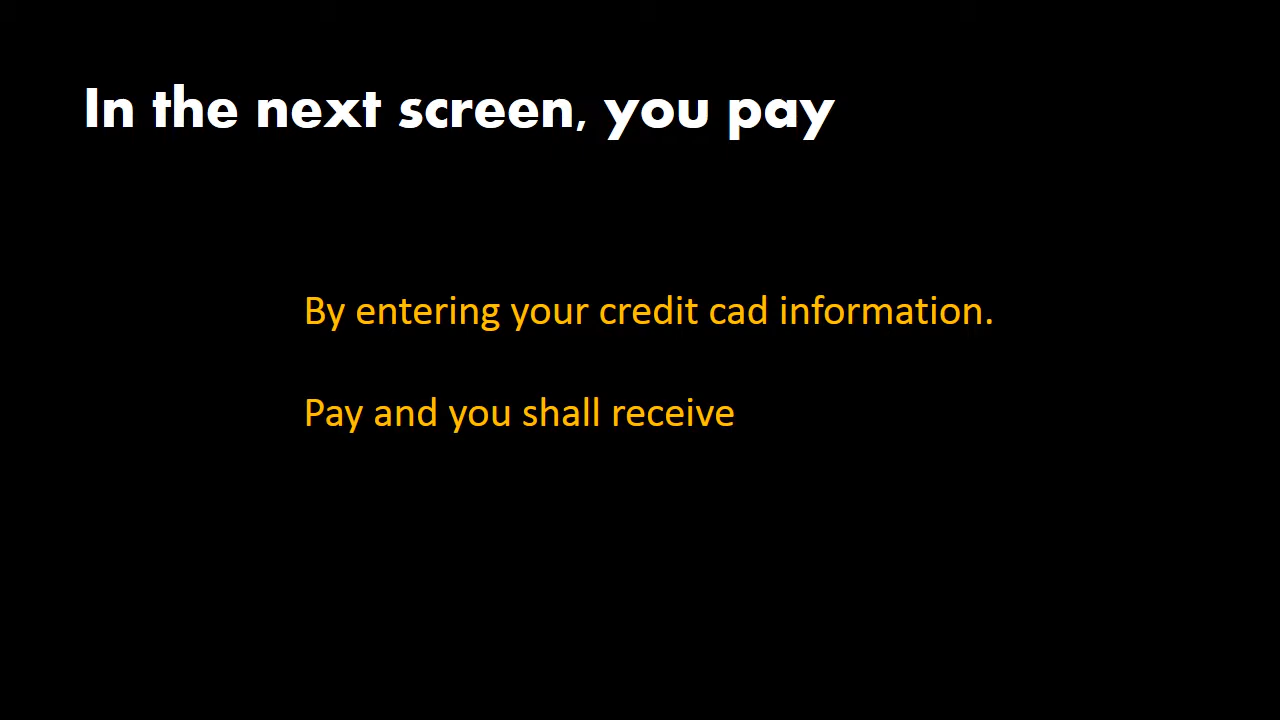 In the next screen, you pay
By entering your credit cad information.
Pay and you shall receive